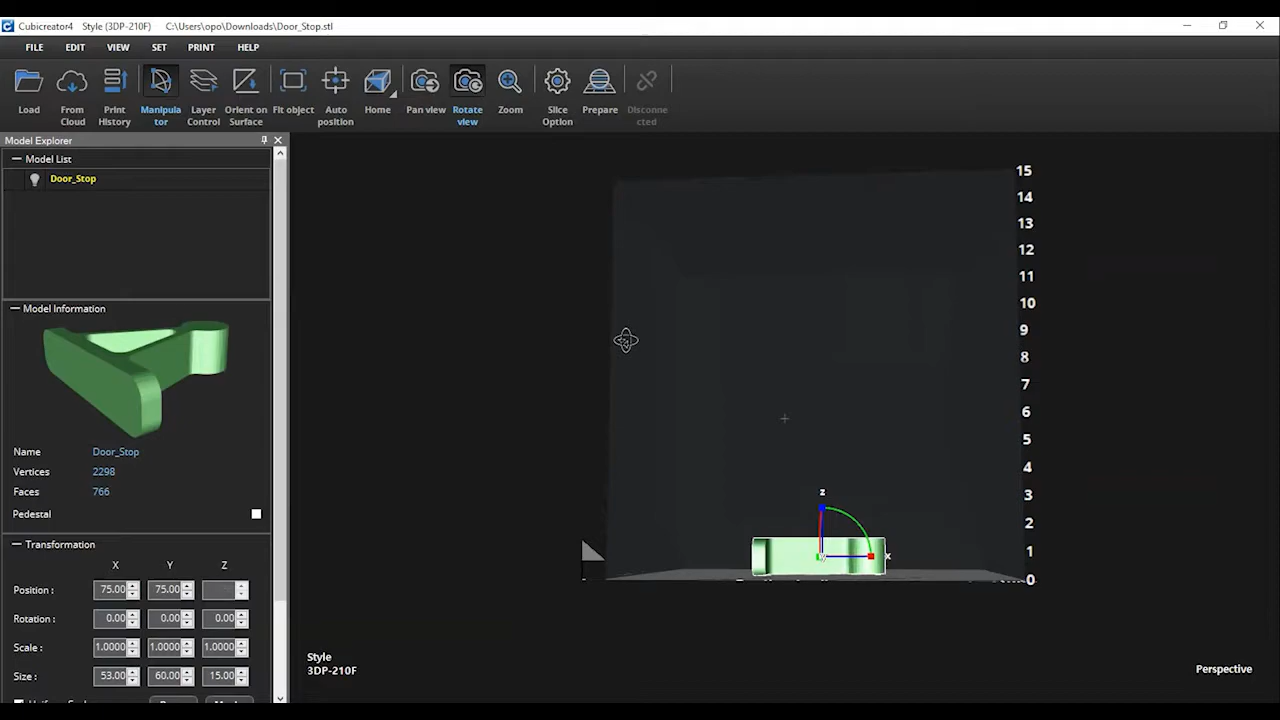 Cubicreator4 Style (3DP-210F) C:\Users\opo\Downloads\Door_Stop.stl
FILE EDIT VIEW SET PRINT HELP
Load
From Cloud
Print History
Manipulator
Layer Control
Orient on Surface
Fit object
Auto position
Home
Pan view
Rotate view
Zoom
Slice Option
Prepare
Disconnected
Model Explorer
Model List
Door_Stop
Model Information
Name Door_Stop
Vertices 2298
Faces 766
Pedestal
Transformation
X Y Z
Position : 75.00 75.00
Rotation : 0.00 0.00 0.00
Scale : 1.0000 1.0000 1.0000
Size : 53.00 60.00 15.00
15
14
13
12
11
10
9
8
7
6
5
4
3
2
1
0
z
x
Style
3DP-210F
Perspective